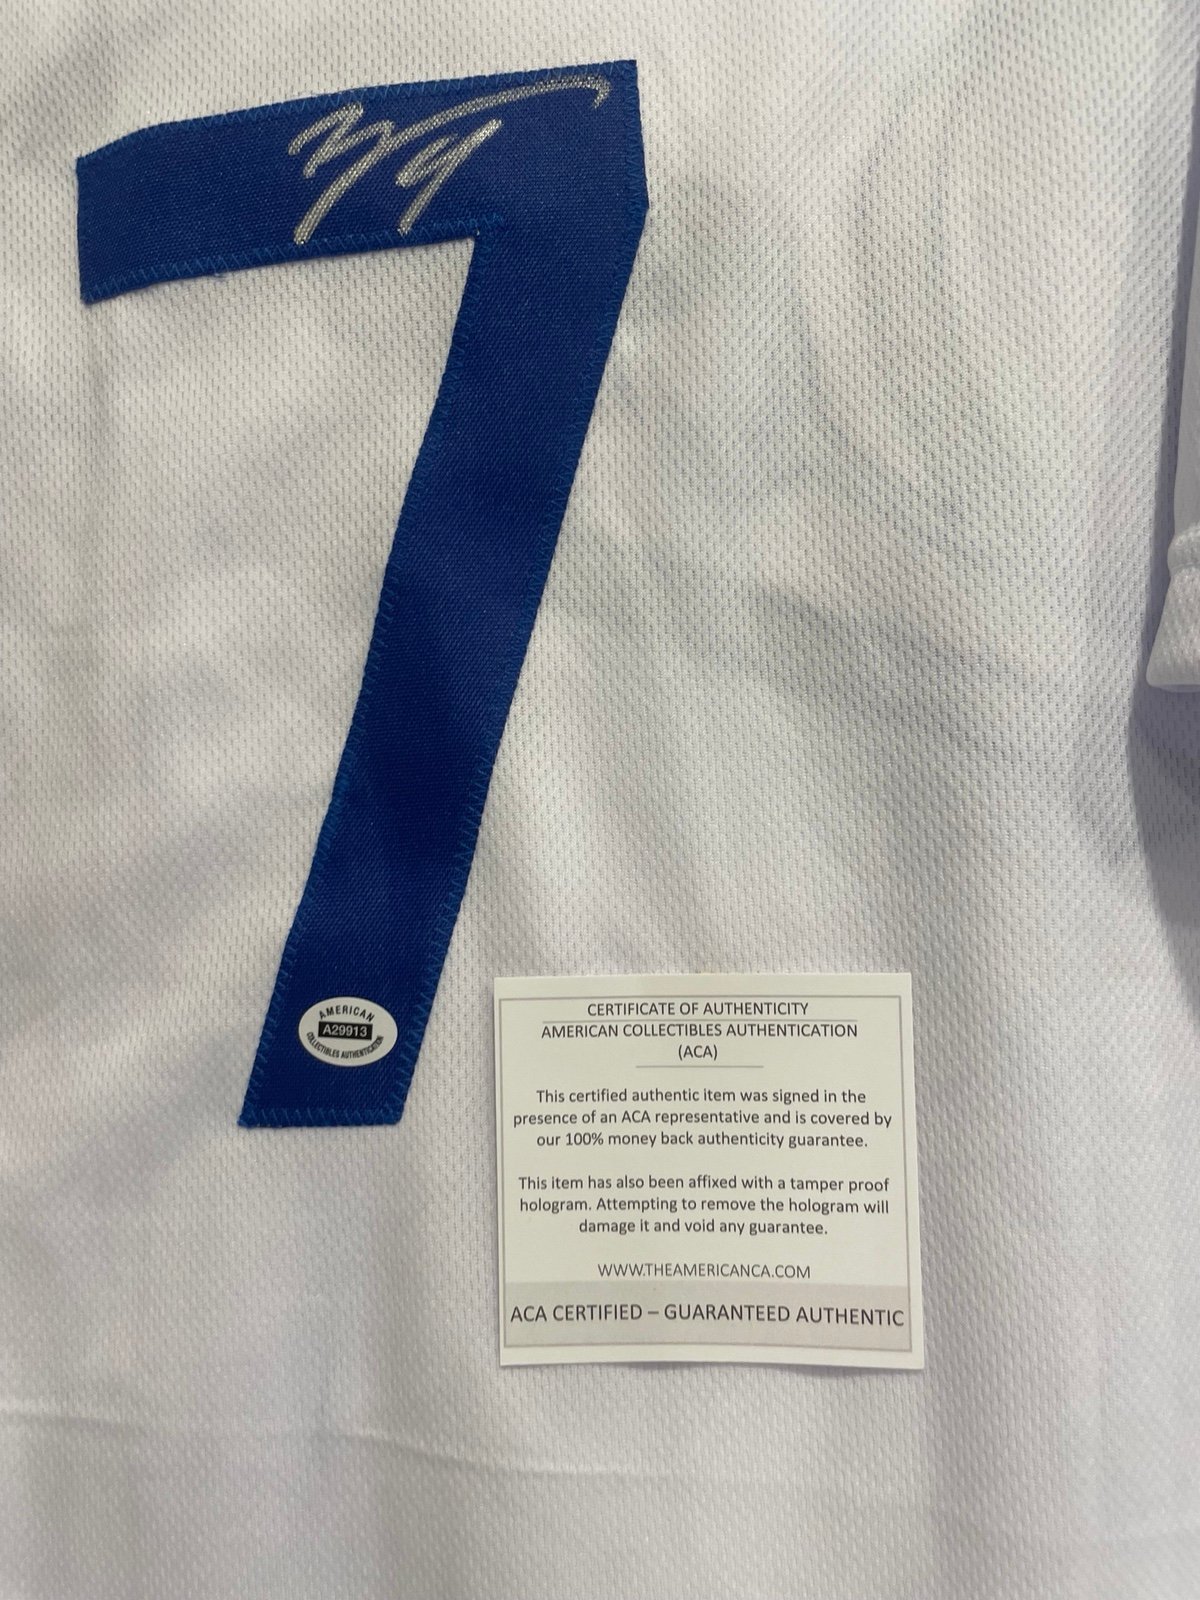 7
AMERICAN
A29913
COLLECTIBLES AUTHENTICATION
CERTIFICATE OF AUTHENTICITY
AMERICAN COLLECTIBLES AUTHENTICATION
(ACA)
This certified authentic item was signed in the
presence of an ACA representative and is covered by
our 100% money back authenticity guarantee.
This item has also been affixed with a tamper proof
hologram. Attempting to remove the hologram will
damage it and void any guarantee.
WWW.THEAMERICANCA.COM
ACA CERTIFIED – GUARANTEED AUTHENTIC